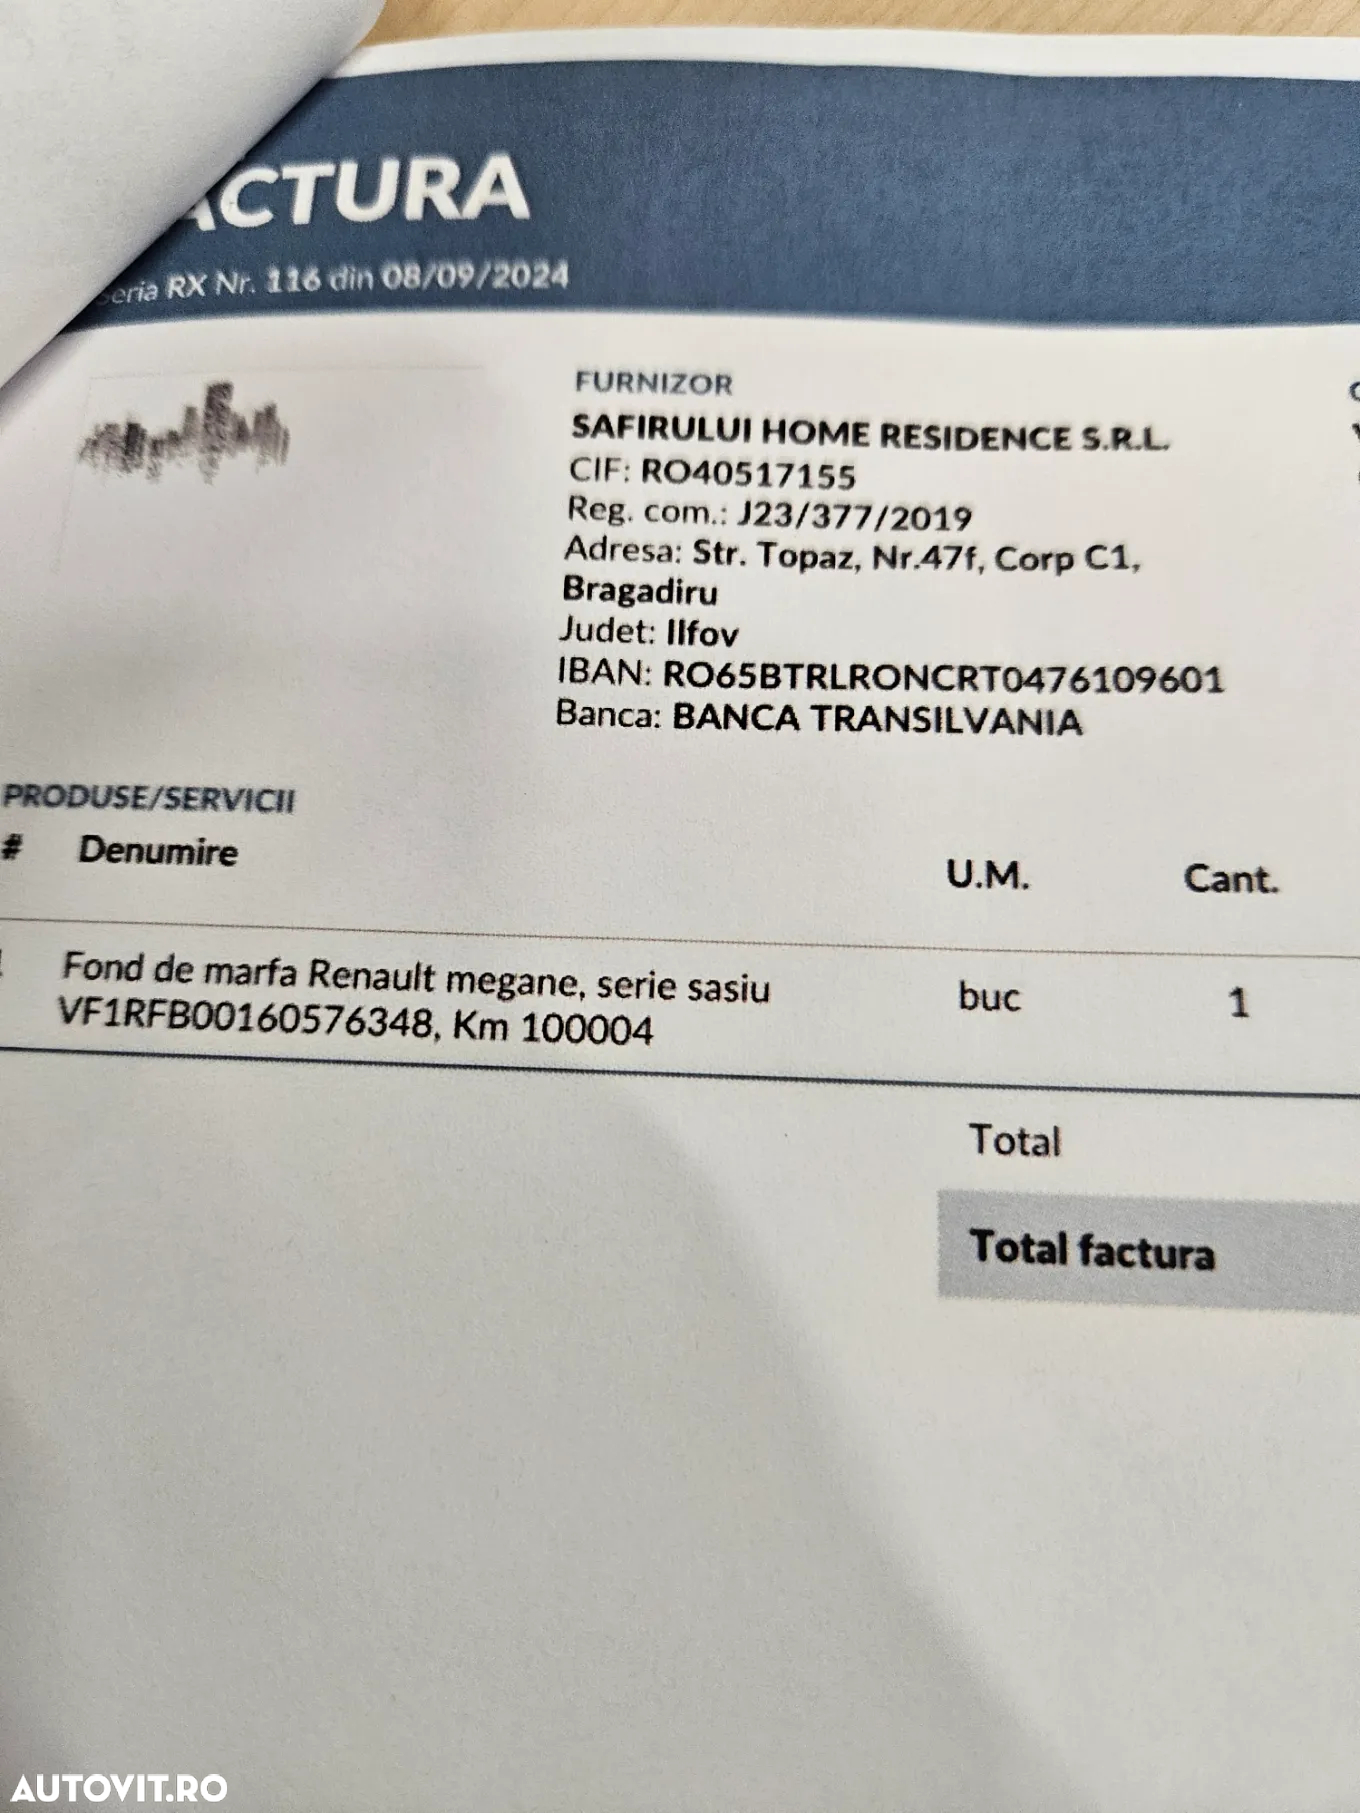 ACTURA
Seria RX Nr. 116 din 08/09/2024
FURNIZOR
SAFIRULUI HOME RESIDENCE S.R.L.
CIF: RO40517155
Reg. com.: J23/377/2019
Adresa: Str. Topaz, Nr.47f, Corp C1,
Bragadiru
Judet: Ilfov
IBAN: RO65BTRLRONCRT0476109601
Banca: BANCA TRANSILVANIA
PRODUSE/SERVICII
# Denumire U.M. Cant.
Fond de marfa Renault megane, serie sasiu buc 1
VF1RFB00160576348, Km 100004
Total
Total factura
AUTOVIT.RO